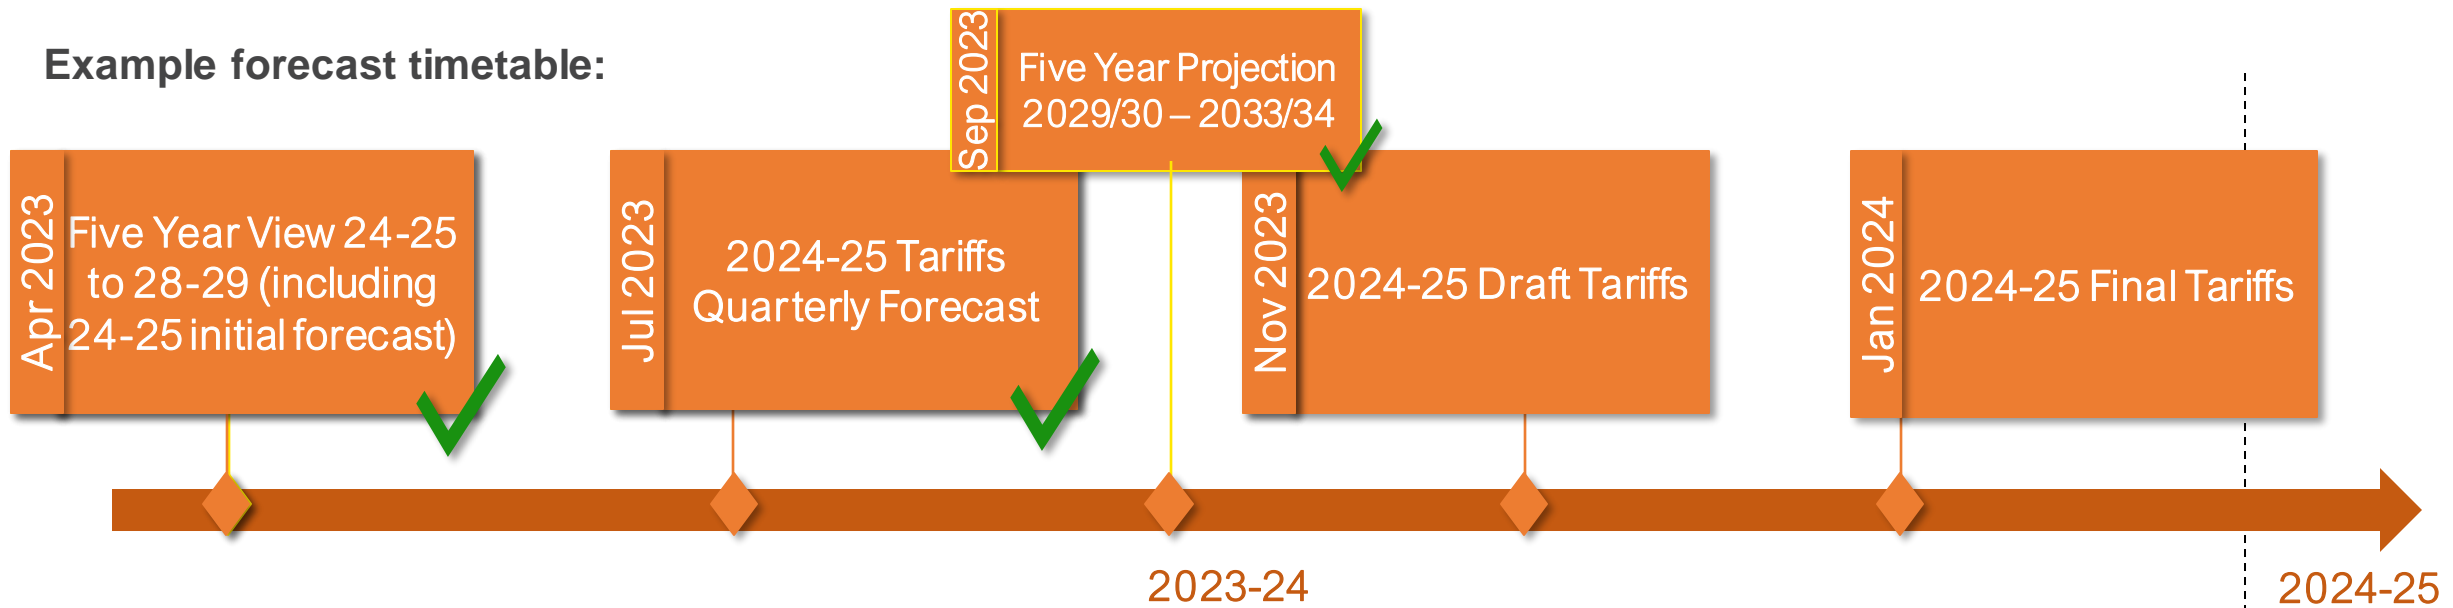 Example forecast timetable:
Apr 2023
Five Year View 24-25
to 28-29 (including
24-25 initial forecast)
Jul 2023
2024-25 Tariffs
Quarterly Forecast
Sep 2023
Five Year Projection
2029/30 – 2033/34
Nov 2023
2024-25 Draft Tariffs
Jan 2024
2024-25 Final Tariffs
2023-24
2024-25